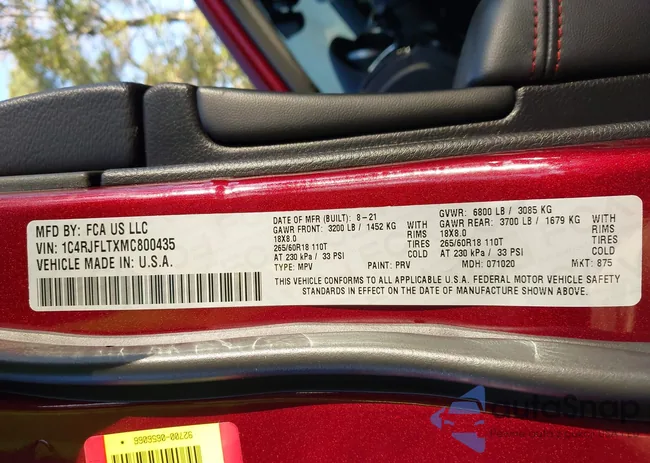 MFD BY: FCA US LLC
VIN: 1C4RJFLTXMC800435
VEHICLE MADE IN: U.S.A.
DATE OF MFR (BUILT): 8-21
GAWR FRONT: 3200 LB / 1452 KG
WITH
18X8.0 RIMS
265/60R18 110T TIRES
AT 230 kPa / 33 PSI
TYPE: MPV PAINT: PRV
GVWR: 6800 LB / 3085 KG
GAWR REAR: 3700 LB / 1679 KG
WITH
18X8.0 RIMS
265/60R18 110T TIRES
AT 230 kPa / 33 PSI
MDH: 071020 MKT: 875
THIS VEHICLE CONFORMS TO ALL APPLICABLE U.S.A. FEDERAL MOTOR VEHICLE SAFETY
STANDARDS IN EFFECT ON THE DATE OF MANUFACTURE SHOWN ABOVE.
autoSnap